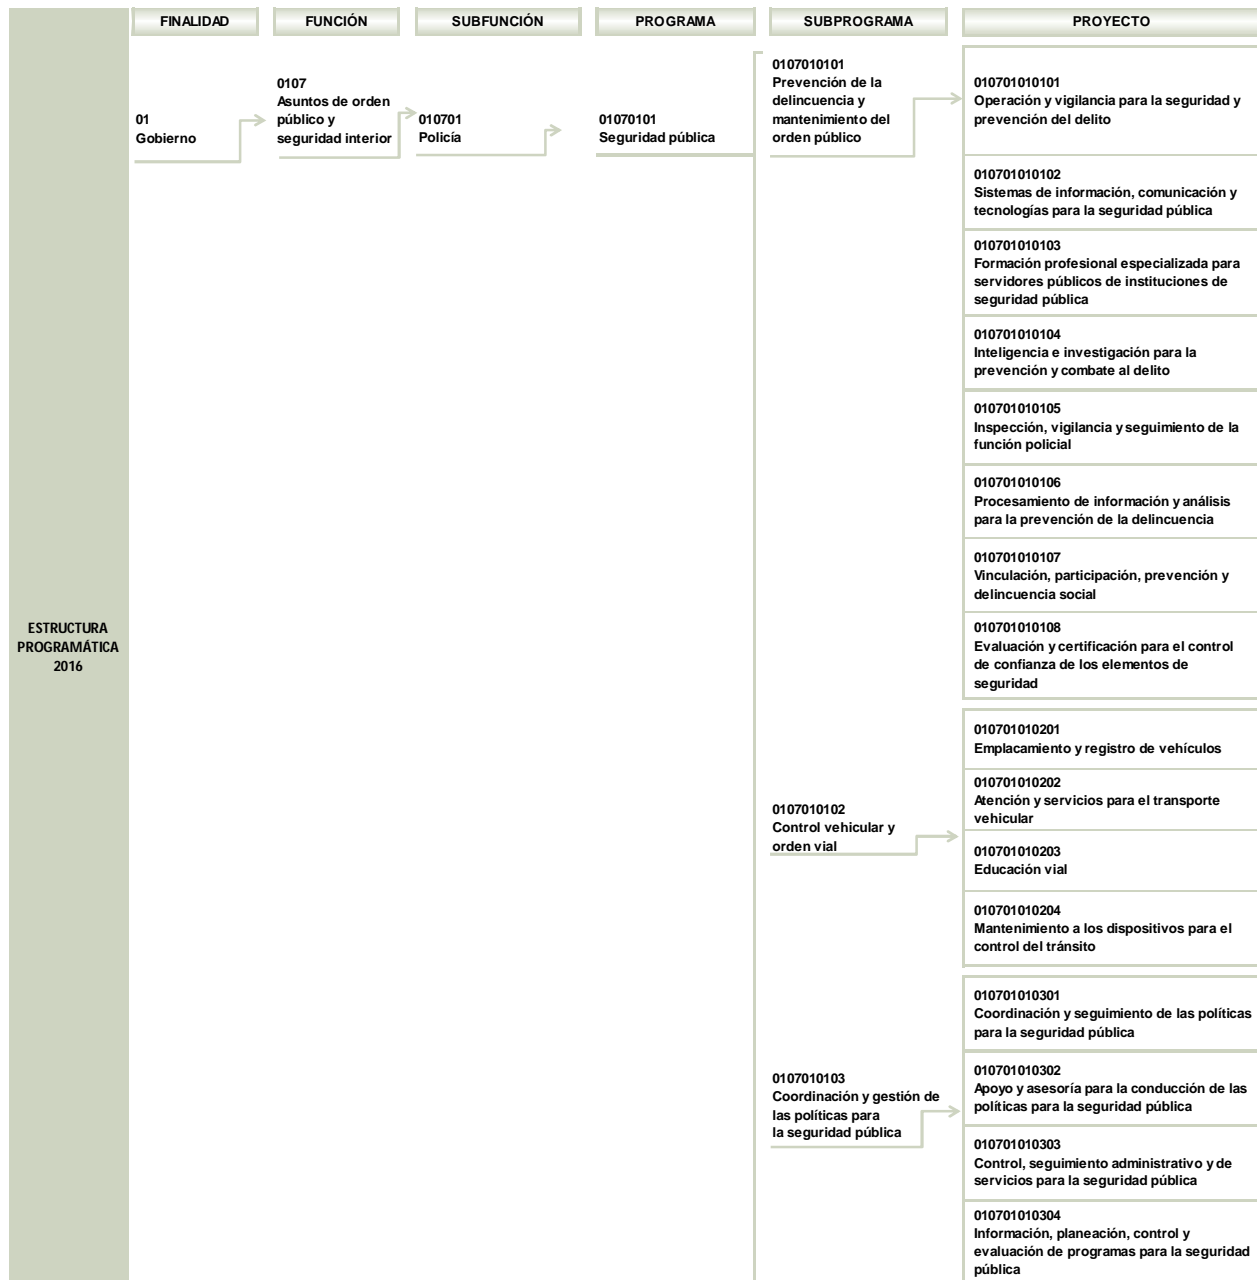 FINALIDAD
FUNCIÓN
SUBFUNCIÓN
PROGRAMA
SUBPROGRAMA
PROYECTO
ESTRUCTURA
PROGRAMÁTICA
2016
01
Gobierno
0107
Asuntos de orden
público y
seguridad interior
010701
Policía
01070101
Seguridad pública
0107010101
Prevención de la
delincuencia y
mantenimiento del
orden público
010701010101
Operación y vigilancia para la seguridad y
prevención del delito
010701010102
Sistemas de información, comunicación y
tecnologías para la seguridad pública
010701010103
Formación profesional especializada para
servidores públicos de instituciones de
seguridad pública
010701010104
Inteligencia e investigación para la
prevención y combate al delito
010701010105
Inspección, vigilancia y seguimiento de la
función policial
010701010106
Procesamiento de información y análisis
para la prevención de la delincuencia
010701010107
Vinculación, participación, prevención y
delincuencia social
010701010108
Evaluación y certificación para el control
de confianza de los elementos de
seguridad
0107010102
Control vehicular y
orden vial
010701010201
Emplacamiento y registro de vehículos
010701010202
Atención y servicios para el transporte
vehicular
010701010203
Educación vial
010701010204
Mantenimiento a los dispositivos para el
control del tránsito
0107010103
Coordinación y gestión de
las políticas para
la seguridad pública
010701010301
Coordinación y seguimiento de las políticas
para la seguridad pública
010701010302
Apoyo y asesoría para la conducción de las
políticas para la seguridad pública
010701010303
Control, seguimiento administrativo y de
servicios para la seguridad pública
010701010304
Información, planeación, control y
evaluación de programas para la seguridad
pública